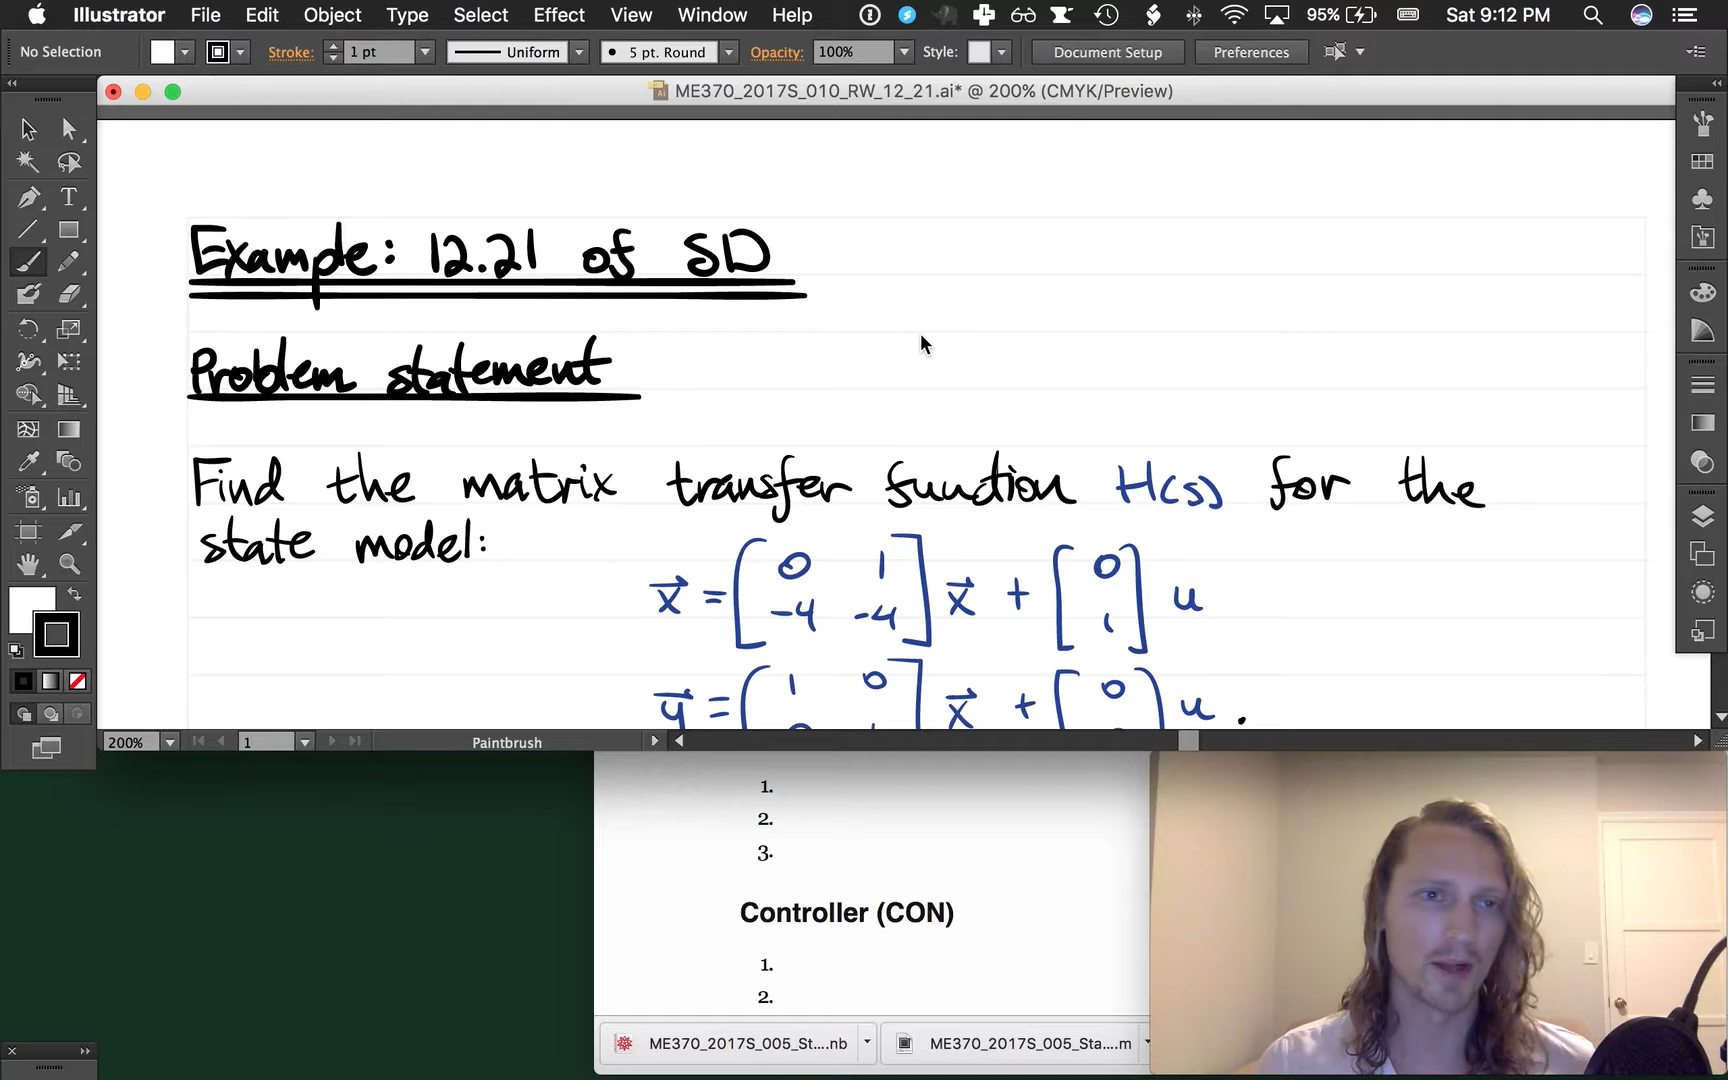 Illustrator File Edit Object Type Select Effect View Window Help 95% Sat 9:12 PM
No Selection Stroke: 1 pt Uniform 5 pt. Round Opacity: 100% Style: Document Setup Preferences
ME370_2017S_010_RW_12_21.ai* @ 200% (CMYK/Preview)
Example: 12.21 of SD
Problem statement
Find the matrix transfer function H(s) for the
state model:
x⃗ = [0 1
-4 -4] x⃗ + [0
1] u
y⃗ = [1 0
x⃗ + [0
u .
200% 1 Paintbrush
1.
2.
3.
Controller (CON)
1.
2.
ME370_2017S_005_St....nb ME370_2017S_005_Sta....m